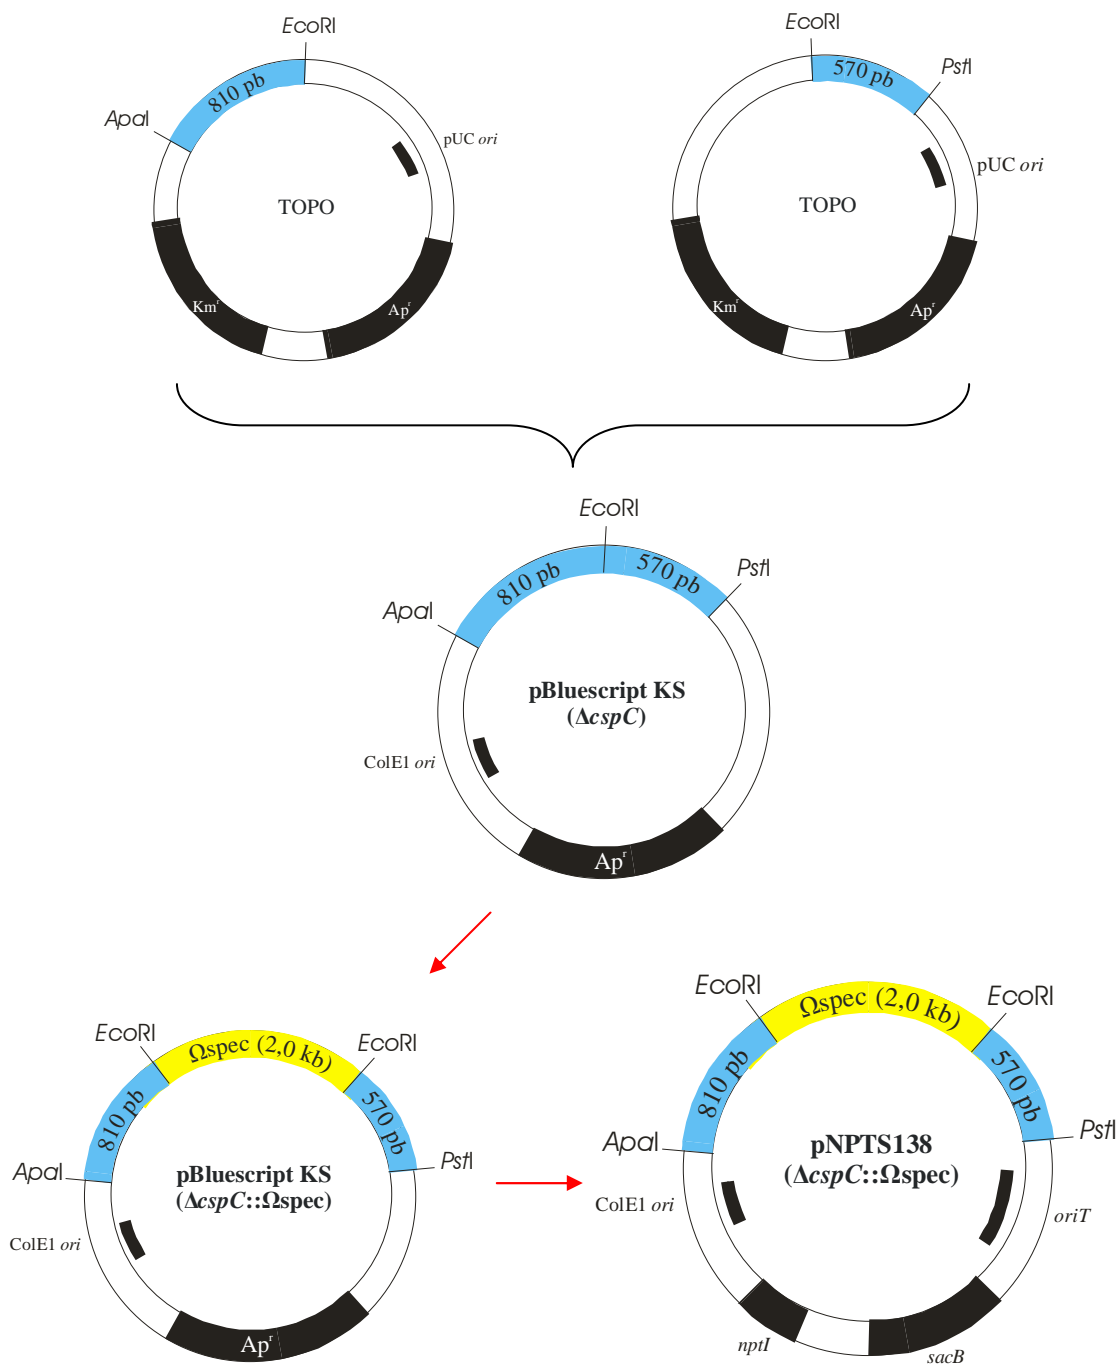 EcoRI
810 pb
ApaI
pUC ori
TOPO
Kmr
Apr
EcoRI
570 pb
PstI
pUC ori
TOPO
Kmr
Apr
EcoRI
810 pb
570 pb
PstI
ApaI
pBluescript KS
(ΔcspC)
ColE1 ori
Apr
EcoRI
Ωspec (2,0 kb)
EcoRI
810 pb
570 pb
ApaI
PstI
pBluescript KS
(ΔcspC::Ωspec)
ColE1 ori
Apr
EcoRI
Ωspec (2,0 kb)
EcoRI
810 pb
570 pb
ApaI
PstI
pNPTS138
(ΔcspC::Ωspec)
ColE1 ori
oriT
nptI
sacB